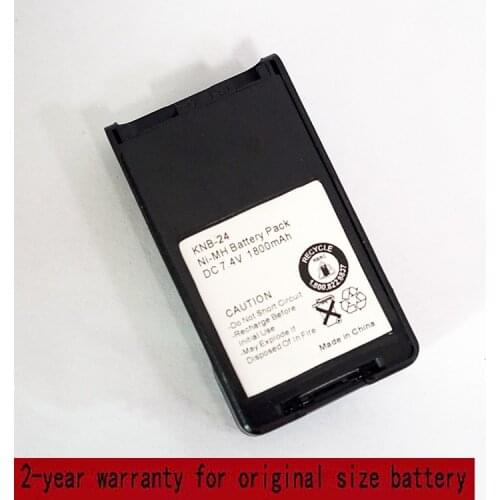 KNB-24
Ni-MH Battery Pack
DC 7.4V 1800mAh
RECYCLE
RBRC
1.800.822.8837
CAUTION
-Do Not Short Circuit
-Recharge Before
Initial Use
-May Explode If
Disposed Of In Fire
Made in China
2-year warranty for original size battery